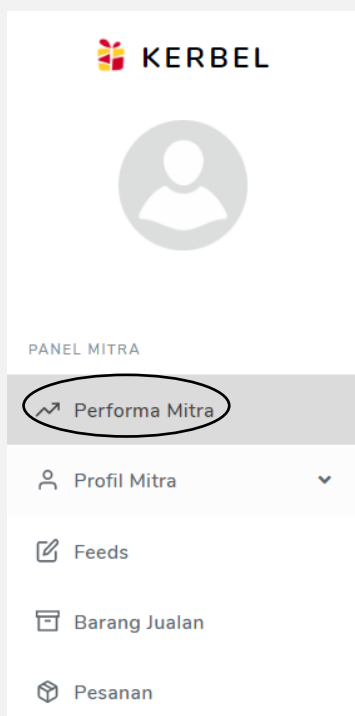 KERBEL
PANEL MITRA
Performa Mitra
Profil Mitra
Feeds
Barang Jualan
Pesanan